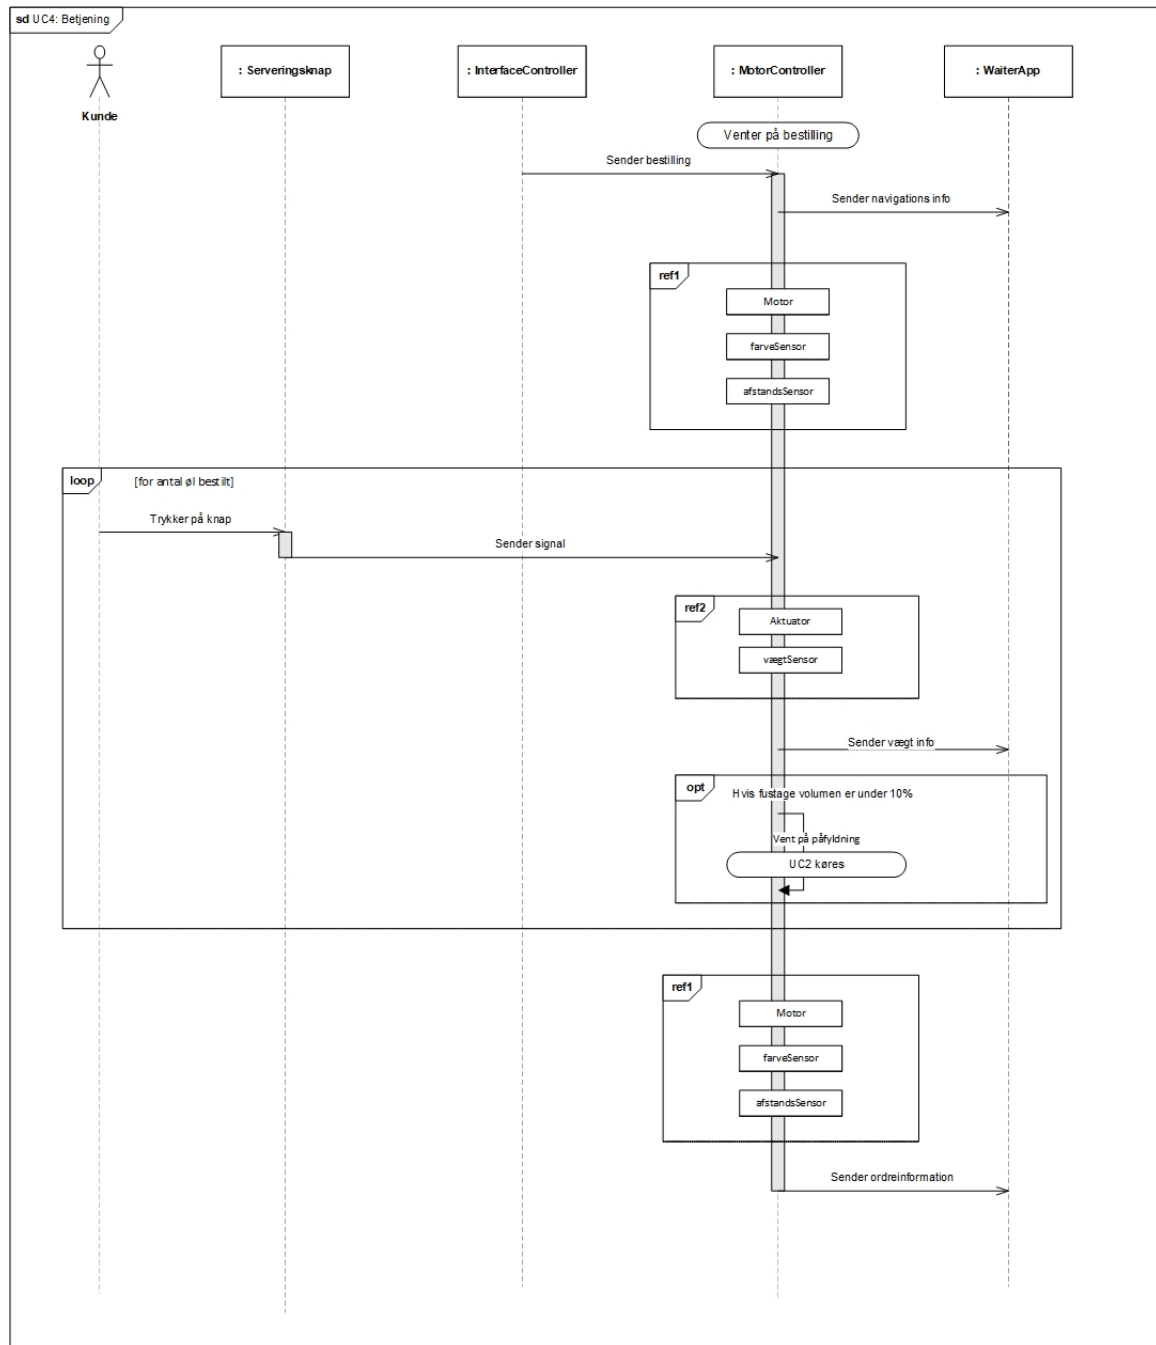 sd UC4: Betjening
Kunde
: Serveringsknap
: InterfaceController
: MotorController
: WaiterApp
Venter på bestilling
Sender bestilling
Sender navigations info
ref1
Motor
farveSensor
afstandsSensor
loop
[for antal øl bestilt]
Trykker på knap
Sender signal
ref2
Aktuator
vægtSensor
Sender vægt info
opt
Hvis fustage volumen er under 10%
Vent på påfyldning
UC2 køres
ref1
Motor
farveSensor
afstandsSensor
Sender ordreinformation